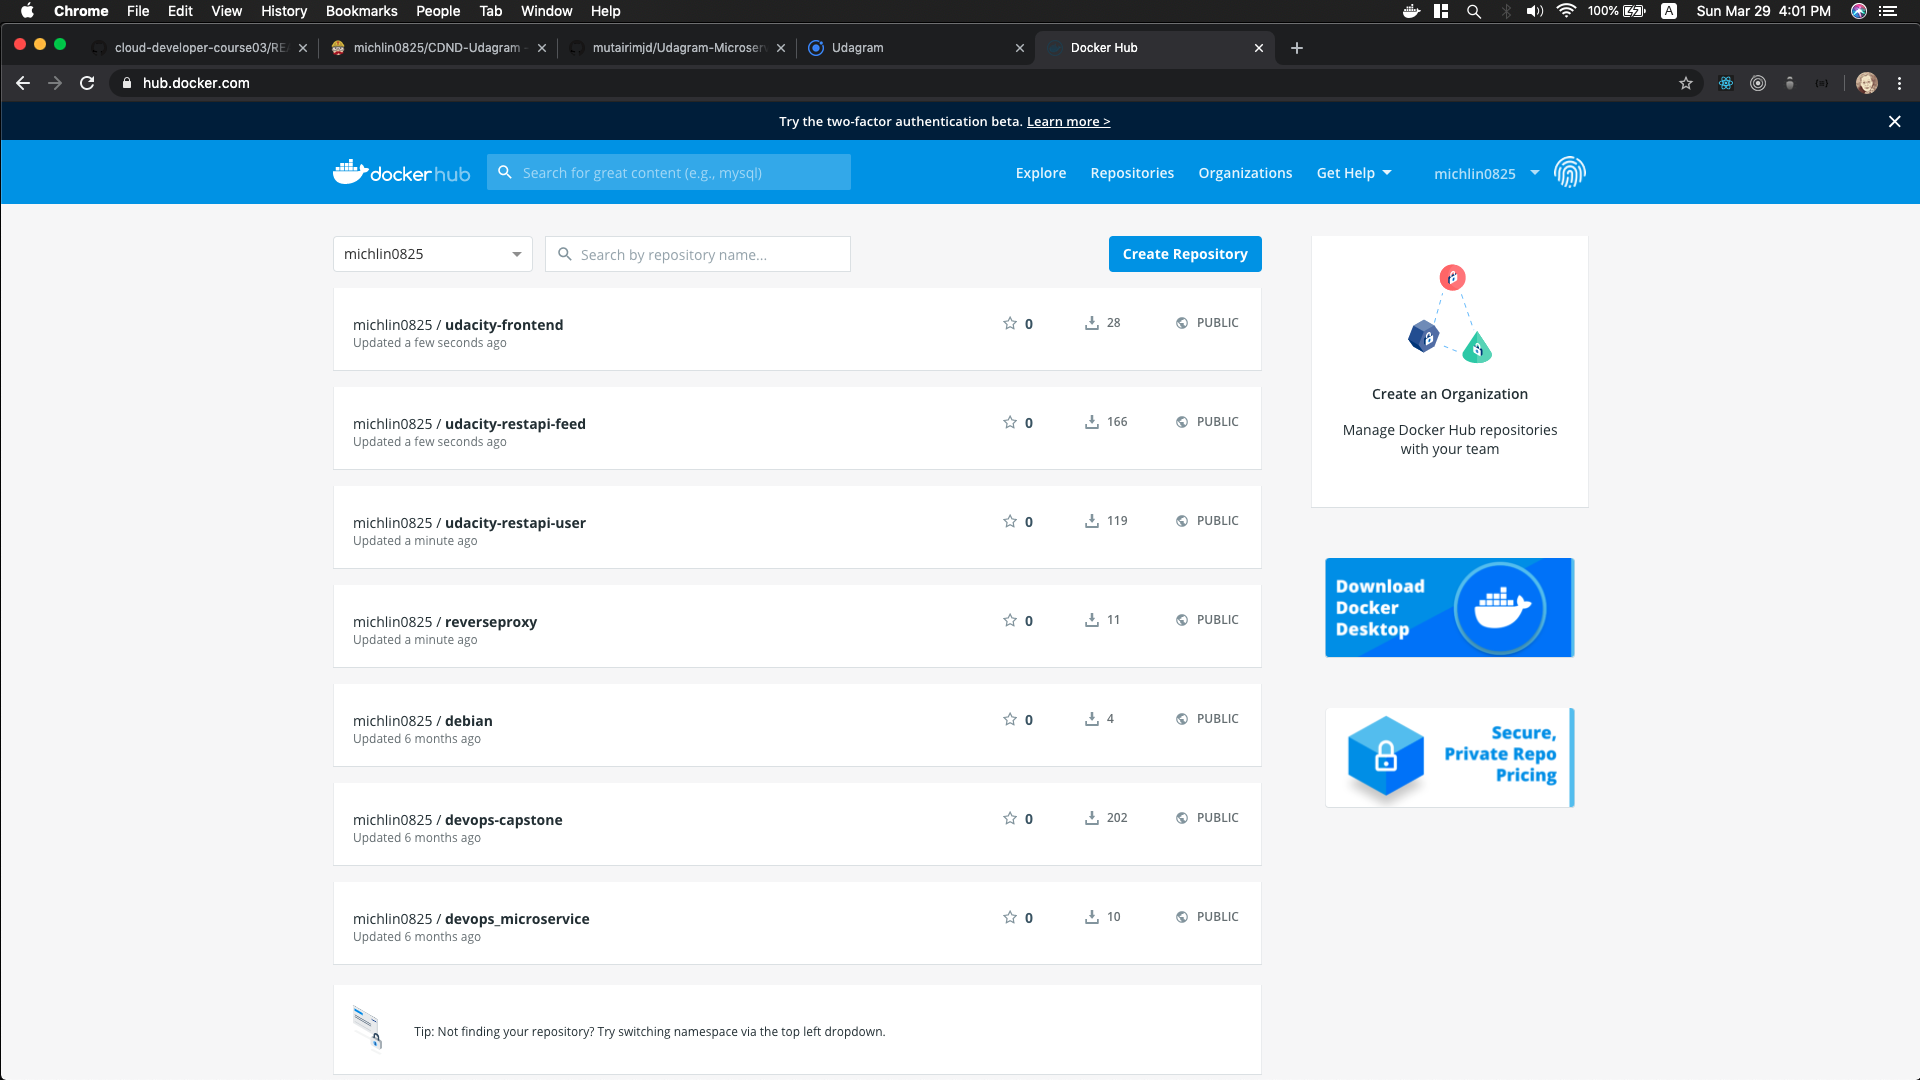 Chrome File Edit View History Bookmarks People Tab Window Help 100% A Sun Mar 29 4:01 PM
cloud-developer-course03/RE michlin0825/CDND-Udagram - mutairimjd/Udagram-Microser Udagram Docker Hub
hub.docker.com
Try the two-factor authentication beta. Learn more >
docker hub Search for great content (e.g., mysql) Explore Repositories Organizations Get Help michlin0825
michlin0825 Search by repository name... Create Repository
michlin0825 / udacity-frontend 0 28 PUBLIC
Updated a few seconds ago
michlin0825 / udacity-restapi-feed 0 166 PUBLIC
Updated a few seconds ago
michlin0825 / udacity-restapi-user 0 119 PUBLIC
Updated a minute ago
michlin0825 / reverseproxy 0 11 PUBLIC
Updated a minute ago
michlin0825 / debian 0 4 PUBLIC
Updated 6 months ago
michlin0825 / devops-capstone 0 202 PUBLIC
Updated 6 months ago
michlin0825 / devops_microservice 0 10 PUBLIC
Updated 6 months ago
Tip: Not finding your repository? Try switching namespace via the top left dropdown.
Create an Organization
Manage Docker Hub repositories
with your team
Download
Docker
Desktop
Secure,
Private Repo
Pricing